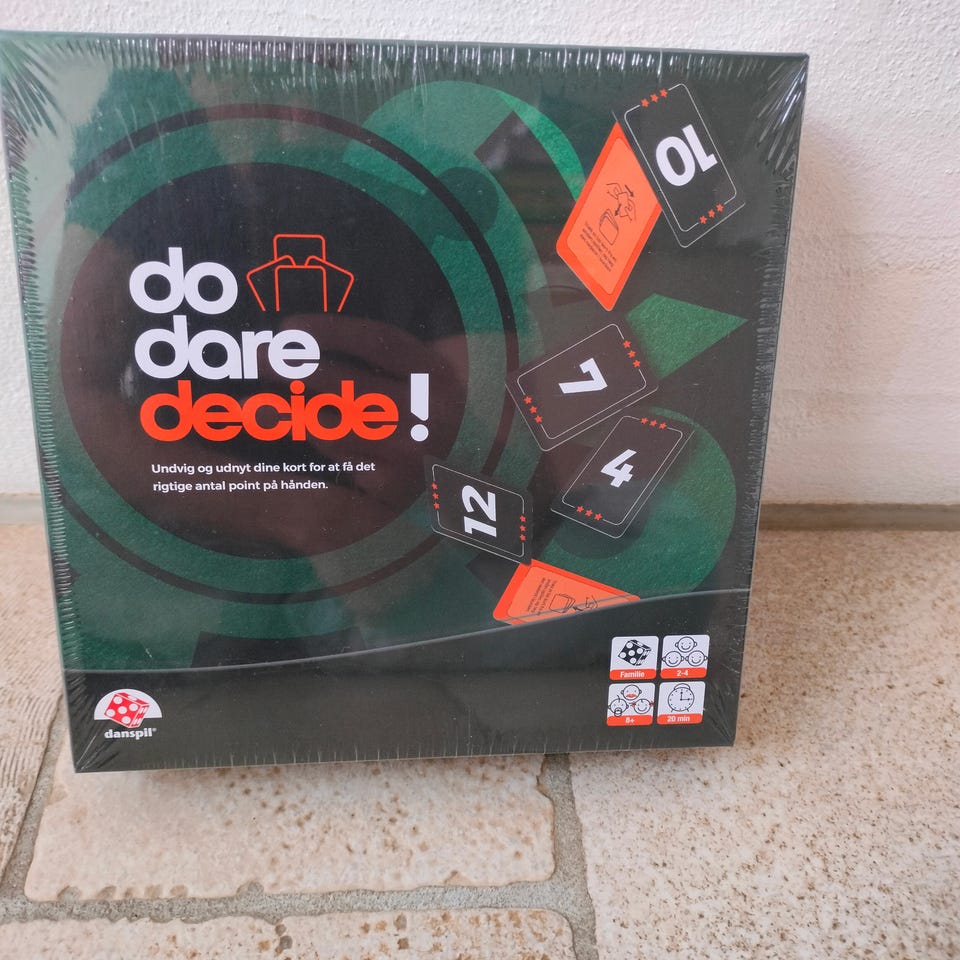 do
dare
decide!
Undvig og udnyt dine kort for at få det
rigtige antal point på hånden.
10
7
4
12
danspil®
Familie
2-4
8+
20 min